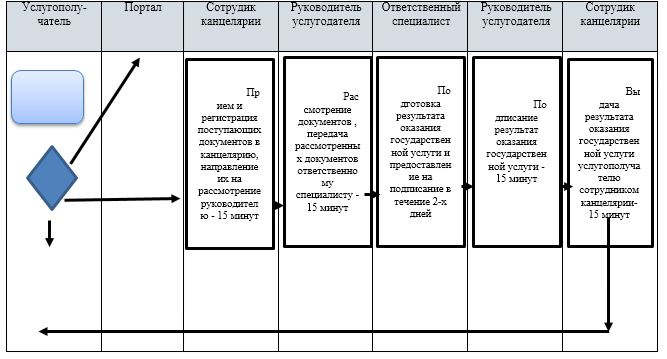 Услугополу-
чатель
Портал
Сотрудик
канцелярии
Руководитель
услугодателя
Ответственный
специалист
Руководитель
услугодателя
Сотрудик
канцелярии
Пр
ием и
регистрация
поступающих
документов в
канцелярию,
направление
их на
рассмотрение
руководител
ю - 15 минут
Рас
смотрение
документов ,
передача
рассмотренны
х документов
ответственно
му
специалисту -
15 минут
По
дготовка
результата
оказания
государствен
ной услуги и
предоставлен
ие на
подписание в
течение 2-х
дней
По
дписание
результат
оказания
государствен
ной услуги -
15 минут
Вы
дача
результата
оказания
государствен
ной услуги
услугополуча
телю
сотрудником
канцелярии-
15 минут